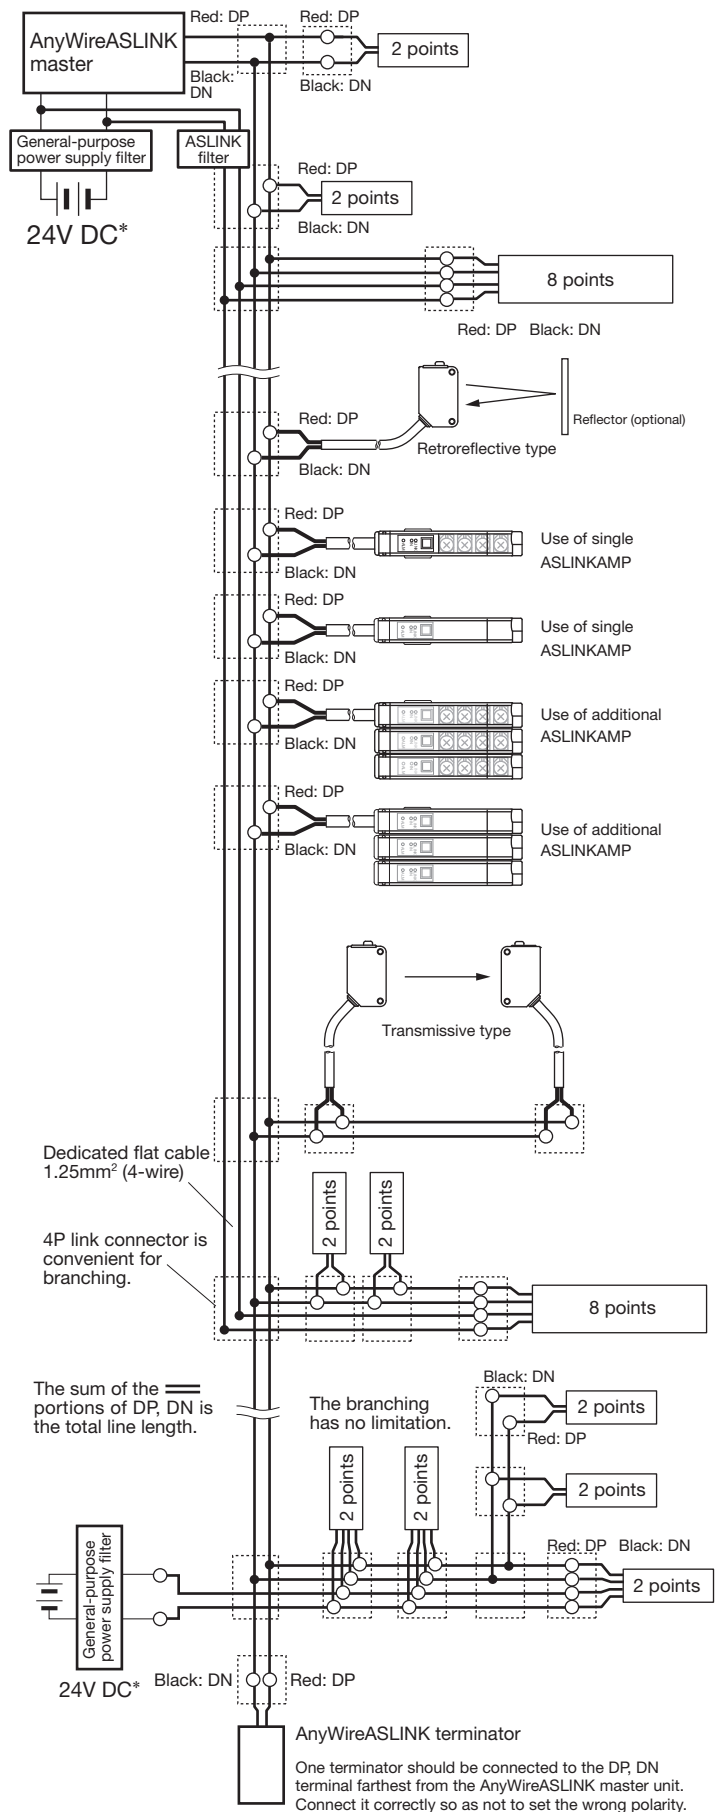 Red: DP
Red: DP
AnyWireASLINK
master
2 points
Black:
DN
Black: DN
General-purpose
power supply filter
ASLINK
filter
Red: DP
2 points
Black: DN
24V DC*
8 points
Red: DP Black: DN
Red: DP
Reflector (optional)
Retroreflective type
Black: DN
Red: DP
Use of single
ASLINKAMP
Black: DN
Red: DP
Use of single
ASLINKAMP
Black: DN
Red: DP
Use of additional
ASLINKAMP
Black: DN
Red: DP
Use of additional
ASLINKAMP
Black: DN
Transmissive type
Dedicated flat cable
1.25mm² (4-wire)
4P link connector is
convenient for
branching.
2 points
2 points
8 points
The sum of the
portions of DP, DN is
the total line length.
The branching
has no limitation.
Black: DN
2 points
Red: DP
2 points
2 points
2 points
Red: DP Black: DN
2 points
General-purpose
power supply filter
24V DC*
Black: DN
Red: DP
AnyWireASLINK terminator
One terminator should be connected to the DP, DN
terminal farthest from the AnyWireASLINK master unit.
Connect it correctly so as not to set the wrong polarity.